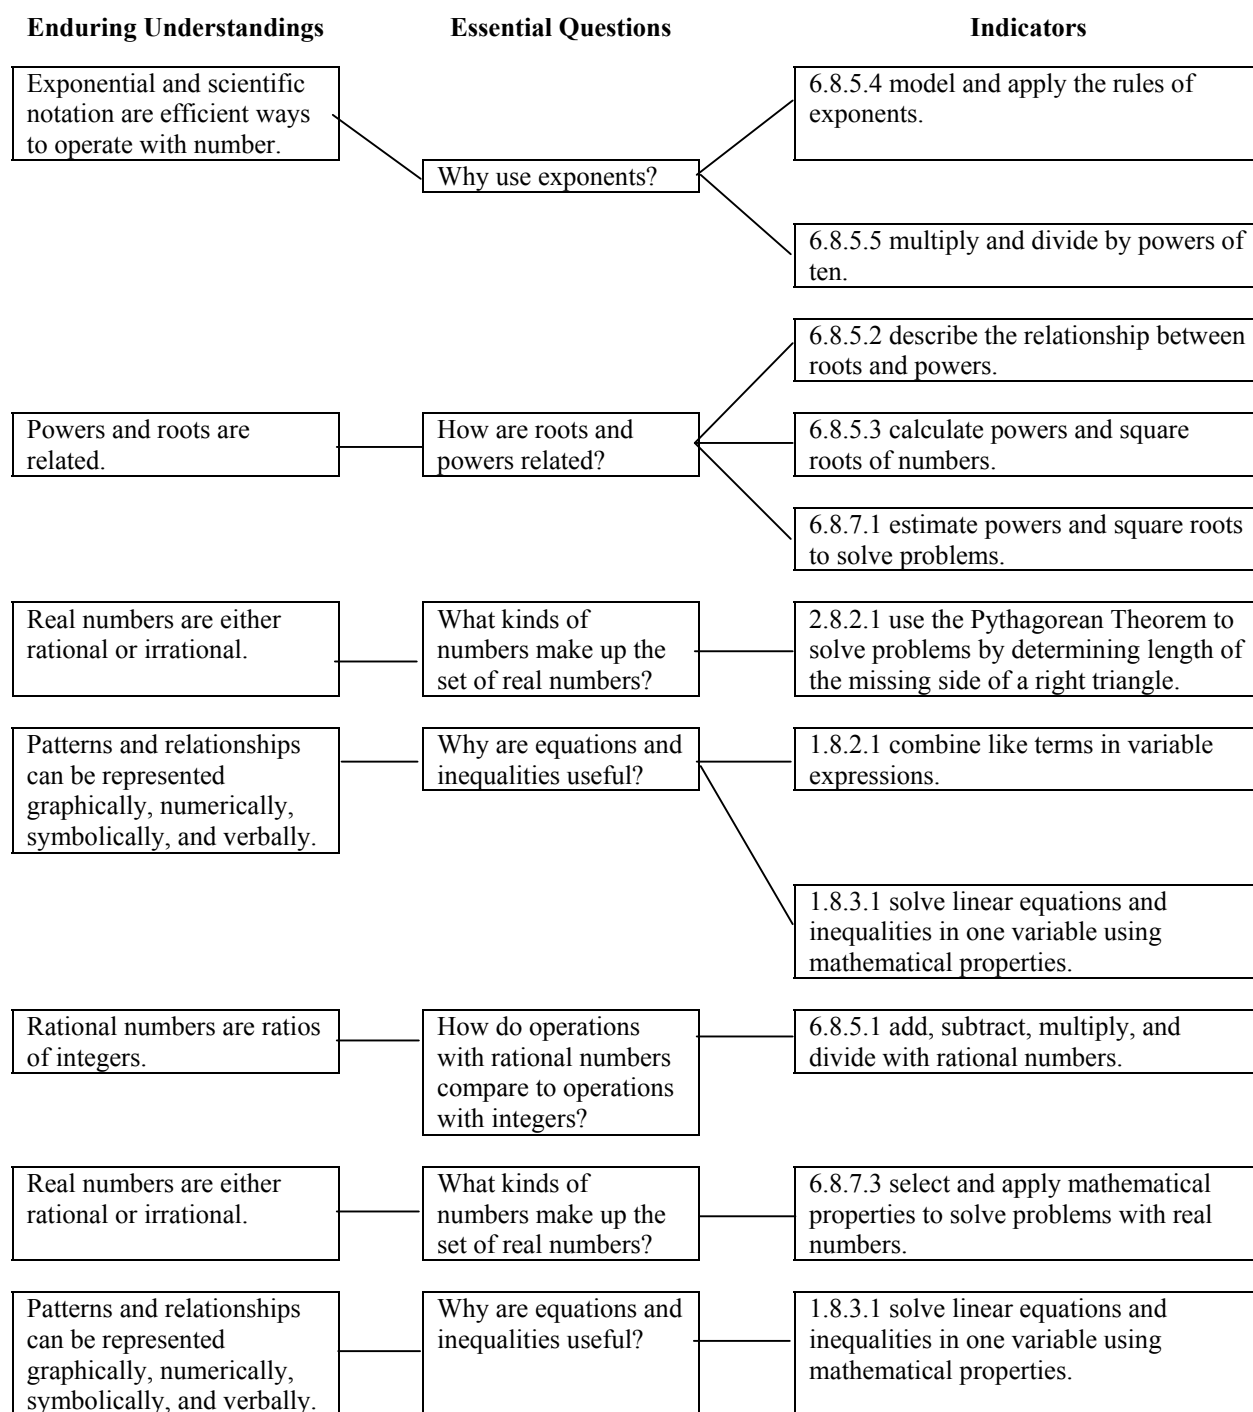 Enduring Understandings
Essential Questions
Indicators
Exponential and scientific
notation are efficient ways
to operate with number.
Why use exponents?
6.8.5.4 model and apply the rules of
exponents.
6.8.5.5 multiply and divide by powers of
ten.
Powers and roots are
related.
How are roots and
powers related?
6.8.5.2 describe the relationship between
roots and powers.
6.8.5.3 calculate powers and square
roots of numbers.
6.8.7.1 estimate powers and square roots
to solve problems.
Real numbers are either
rational or irrational.
What kinds of
numbers make up the
set of real numbers?
2.8.2.1 use the Pythagorean Theorem to
solve problems by determining length of
the missing side of a right triangle.
Patterns and relationships
can be represented
graphically, numerically,
symbolically, and verbally.
Why are equations and
inequalities useful?
1.8.2.1 combine like terms in variable
expressions.
1.8.3.1 solve linear equations and
inequalities in one variable using
mathematical properties.
Rational numbers are ratios
of integers.
How do operations
with rational numbers
compare to operations
with integers?
6.8.5.1 add, subtract, multiply, and
divide with rational numbers.
Real numbers are either
rational or irrational.
What kinds of
numbers make up the
set of real numbers?
6.8.7.3 select and apply mathematical
properties to solve problems with real
numbers.
Patterns and relationships
can be represented
graphically, numerically,
symbolically, and verbally.
Why are equations and
inequalities useful?
1.8.3.1 solve linear equations and
inequalities in one variable using
mathematical properties.